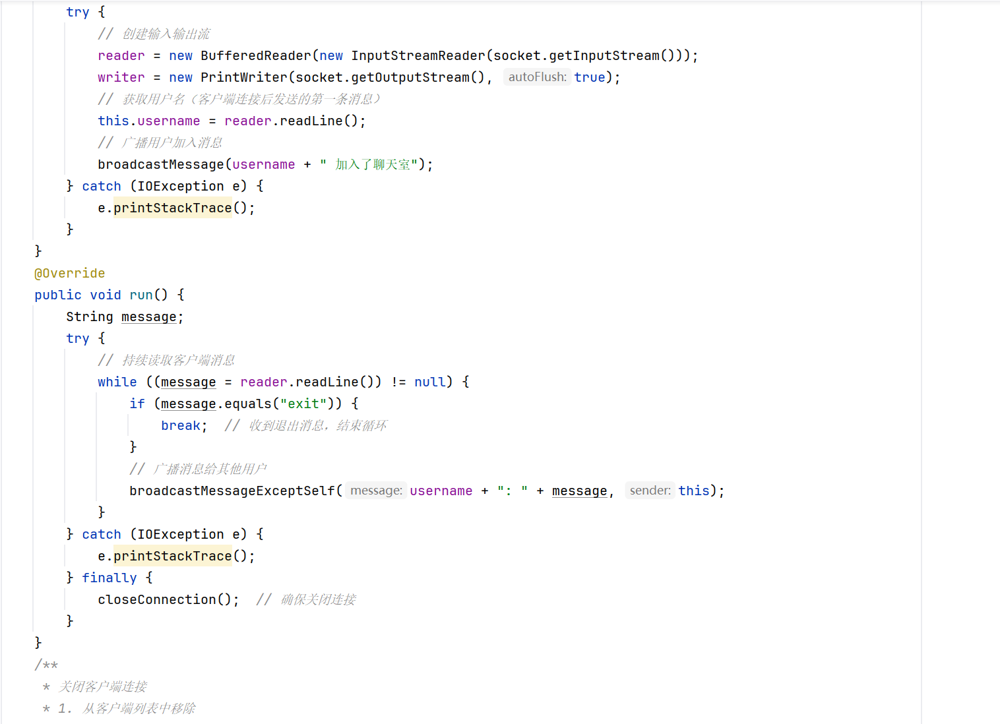 try {
// 创建输入输出流
reader = new BufferedReader(new InputStreamReader(socket.getInputStream()));
writer = new PrintWriter(socket.getOutputStream(), autoFlush: true);
// 获取用户名（客户端连接后发送的第一条消息）
this.username = reader.readLine();
// 广播用户加入消息
broadcastMessage(username + " 加入了聊天室");
} catch (IOException e) {
e.printStackTrace();
}
}
@Override
public void run() {
String message;
try {
// 持续读取客户端消息
while ((message = reader.readLine()) != null) {
if (message.equals("exit")) {
break;  // 收到退出消息，结束循环
}
// 广播消息给其他用户
broadcastMessageExceptSelf( message: username + ": " + message, sender: this);
}
} catch (IOException e) {
e.printStackTrace();
} finally {
closeConnection();  // 确保关闭连接
}
}
/**
* 关闭客户端连接
* 1. 从客户端列表中移除